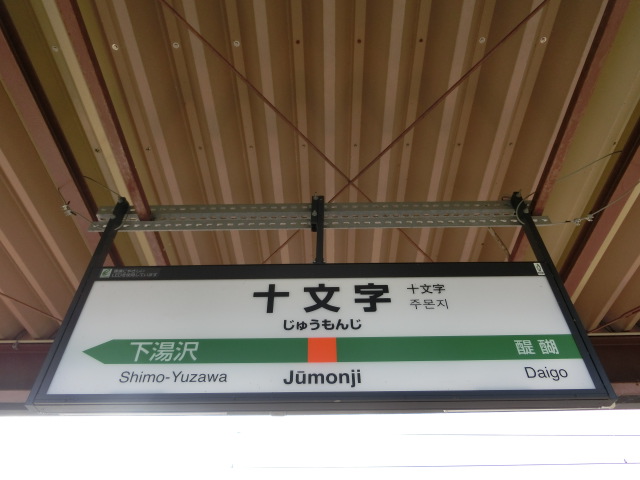 十文字
十文字
주몬지
じゅうもんじ
下湯沢
醍醐
Shimo-Yuzawa
Jūmonji
Daigo